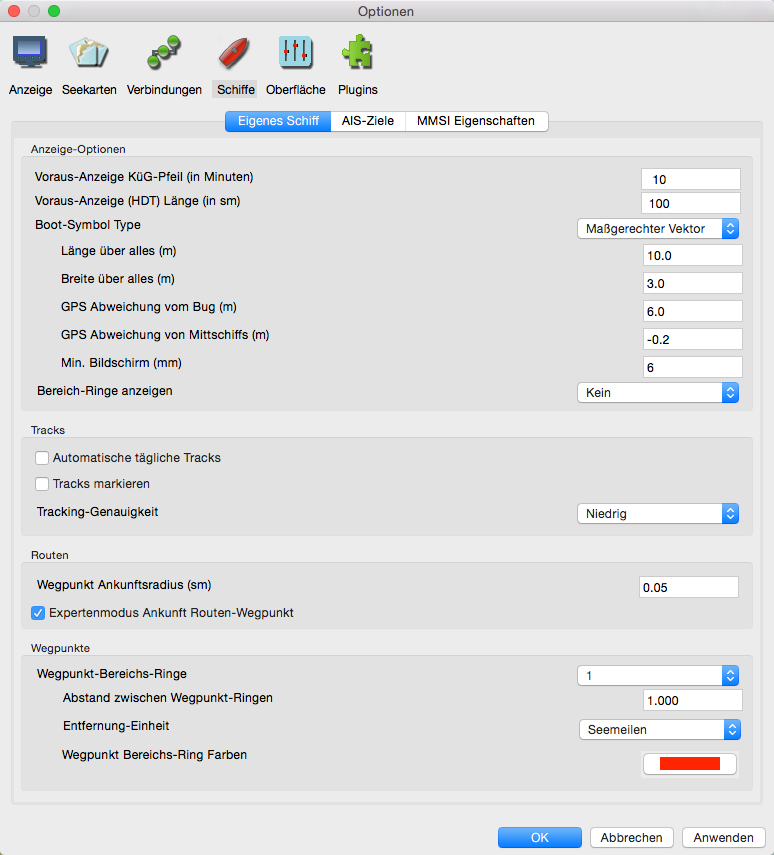 Optionen
Anzeige Seekarten Verbindungen Schiffe Oberfläche Plugins
Eigenes Schiff AIS-Ziele MMSI Eigenschaften
Anzeige-Optionen
Voraus-Anzeige KüG-Pfeil (in Minuten) 10
Voraus-Anzeige (HDT) Länge (in sm) 100
Boot-Symbol Type Maßgerechter Vektor
Länge über alles (m) 10.0
Breite über alles (m) 3.0
GPS Abweichung vom Bug (m) 6.0
GPS Abweichung von Mittschiffs (m) -0.2
Min. Bildschirm (mm) 6
Bereich-Ringe anzeigen Kein
Tracks
Automatische tägliche Tracks
Tracks markieren
Tracking-Genauigkeit Niedrig
Routen
Wegpunkt Ankunftsradius (sm) 0.05
Expertenmodus Ankunft Routen-Wegpunkt
Wegpunkte
Wegpunkt-Bereichs-Ringe 1
Abstand zwischen Wegpunkt-Ringen 1.000
Entfernung-Einheit Seemeilen
Wegpunkt Bereichs-Ring Farben
OK Abbrechen Anwenden